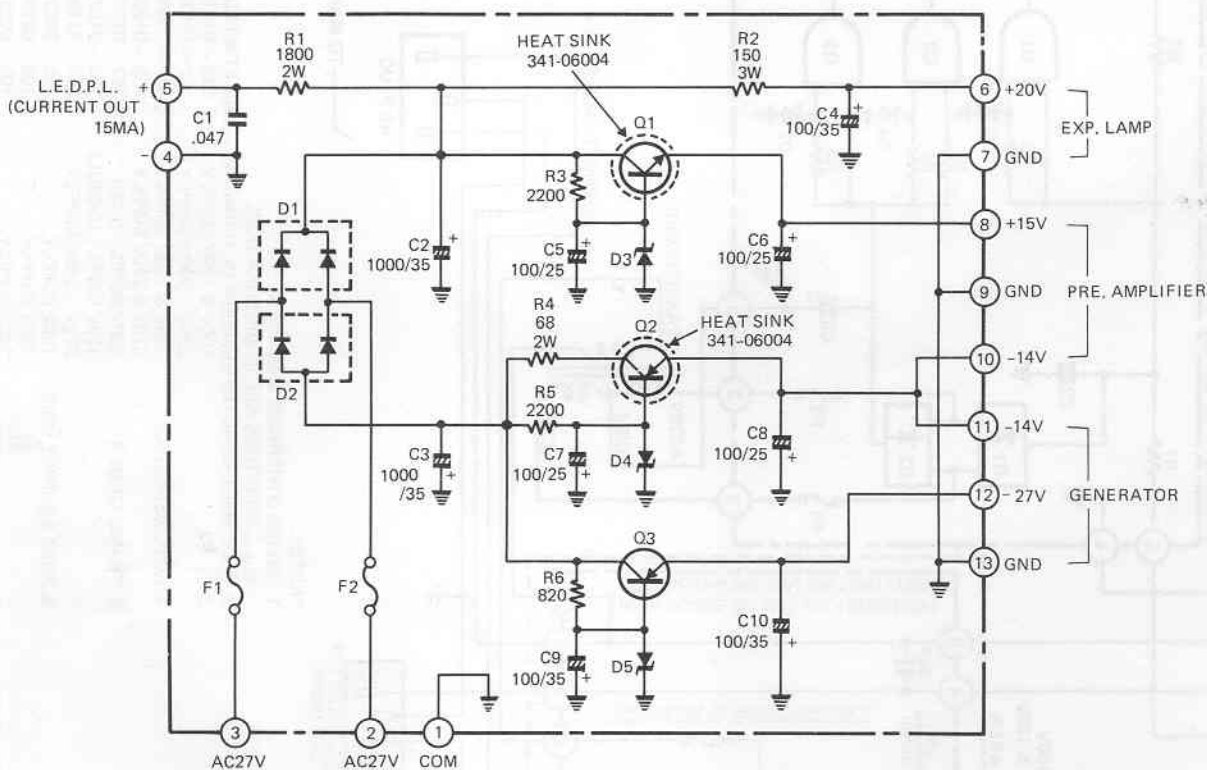 L.E.D.P.L.
(CURRENT OUT
15MA)
+
5
-
4
C1
.047
R1
1800
2W
HEAT SINK
341-06004
R2
150
3W
C4
100/35
+
6
+20V
EXP. LAMP
7
GND
Q1
R3
2200
D1
C2
1000/35
+
C5
100/25
+
D3
C6
100/25
+
8
+15V
9
GND
PRE, AMPLIFIER
10
-14V
R4
68
2W
Q2
HEAT SINK
341-06004
D2
R5
2200
C3
1000
/35
+
C7
100/25
+
D4
C8
100/25
+
11
-14V
12
-27V
GENERATOR
13
GND
Q3
R6
820
C9
100/35
+
D5
C10
100/35
+
F1
F2
3
2
1
AC27V
AC27V
COM